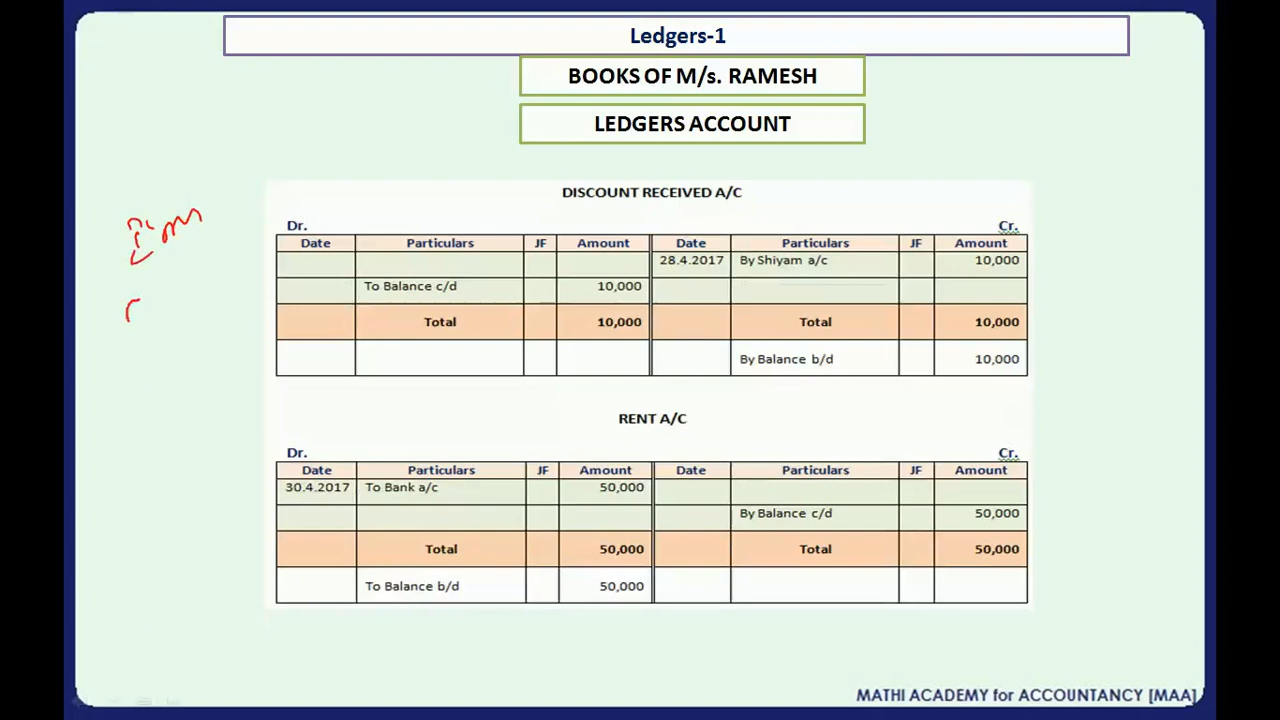 Ledgers-1
BOOKS OF M/s. RAMESH
LEDGERS ACCOUNT
DISCOUNT RECEIVED A/C
Dr. Cr.
Date Particulars JF Amount Date Particulars JF Amount
28.4.2017 By Shiyam a/c 10,000
To Balance c/d 10,000
Total 10,000 Total 10,000
By Balance b/d 10,000
RENT A/C
Dr. Cr.
Date Particulars JF Amount Date Particulars JF Amount
30.4.2017 To Bank a/c 50,000
By Balance c/d 50,000
Total 50,000 Total 50,000
To Balance b/d 50,000
MATHI ACADEMY for ACCOUNTANCY [MAA]